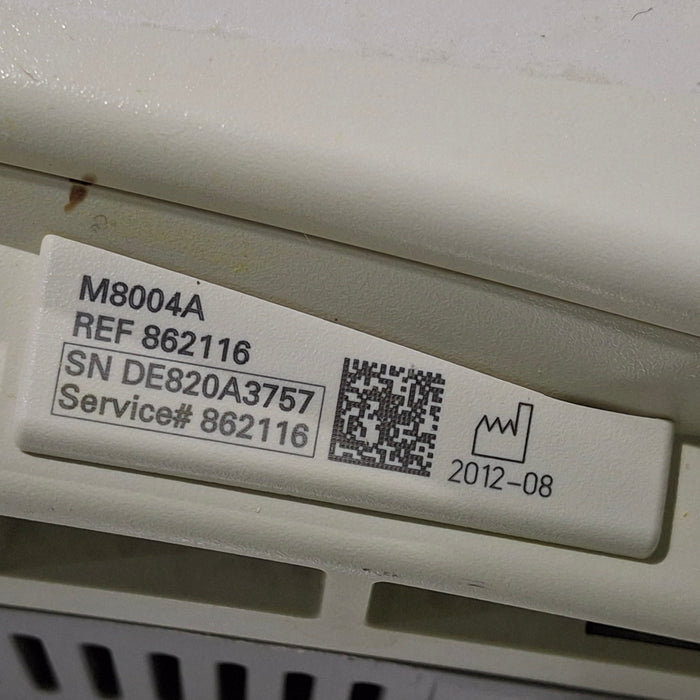 M8004A
REF 862116
SN DE820A3757
Service# 862116
2012-08